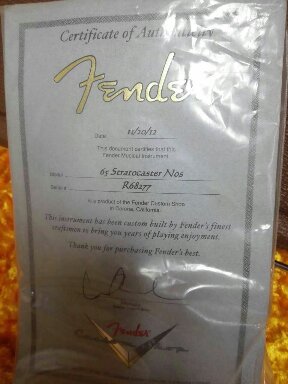 Certificate of Authenticity
Fender
Date 11/20/12
This document certifies that this
Fender Musical Instrument
Model 65 Stratocaster Nos
Serial # R68277
is a product of the Fender Custom Shop
in Corona, California.
This instrument has been custom built by Fender's finest
craftsmen to bring you years of playing enjoyment.
Thank you for purchasing Fender's best.
Fender